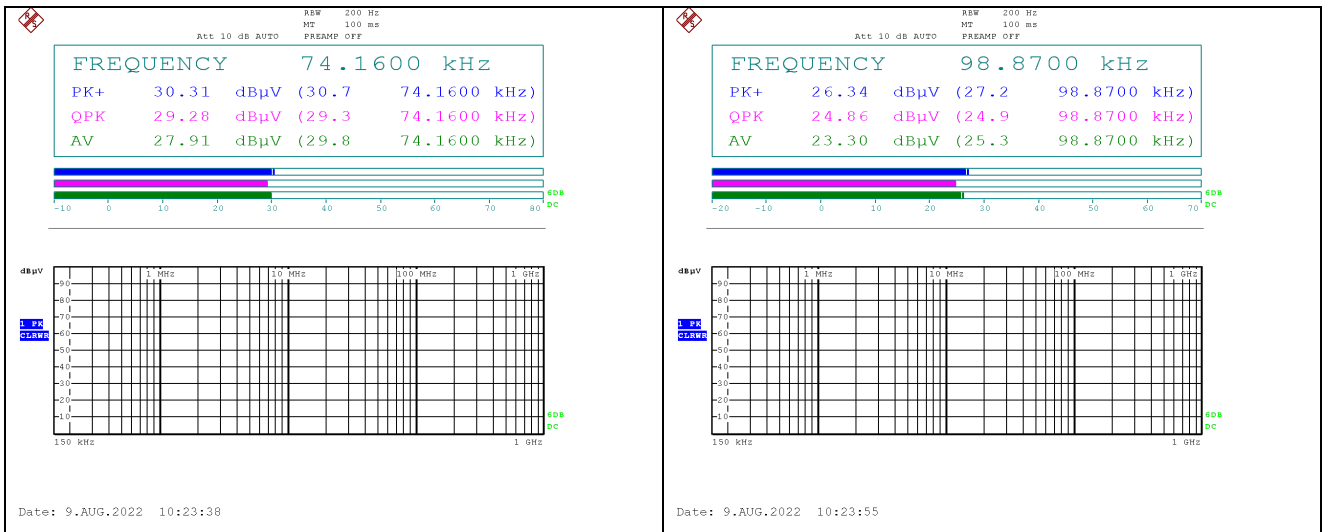 RBW 200 Hz
MT 100 ms
Att 10 dB AUTO PREAMP OFF
FREQUENCY 74.1600 kHz
PK+ 30.31 dBµV (30.7 74.1600 kHz)
QPK 29.28 dBµV (29.3 74.1600 kHz)
AV 27.91 dBµV (29.8 74.1600 kHz)
6DB
-10 0 10 20 30 40 50 60 70 80 DC
dBµV 1 MHz 10 MHz 100 MHz 1 GHz
90
80
70
1 PK
CLRWR 60
50
40
30
20
10 6DB
DC
150 kHz 1 GHz
Date: 9.AUG.2022 10:23:38
RBW 200 Hz
MT 100 ms
Att 10 dB AUTO PREAMP OFF
FREQUENCY 98.8700 kHz
PK+ 26.34 dBµV (27.2 98.8700 kHz)
QPK 24.86 dBµV (24.9 98.8700 kHz)
AV 23.30 dBµV (25.3 98.8700 kHz)
6DB
-20 -10 0 10 20 30 40 50 60 70 DC
dBµV 1 MHz 10 MHz 100 MHz 1 GHz
90
80
70
1 PK
CLRWR 60
50
40
30
20
10 6DB
DC
150 kHz 1 GHz
Date: 9.AUG.2022 10:23:55